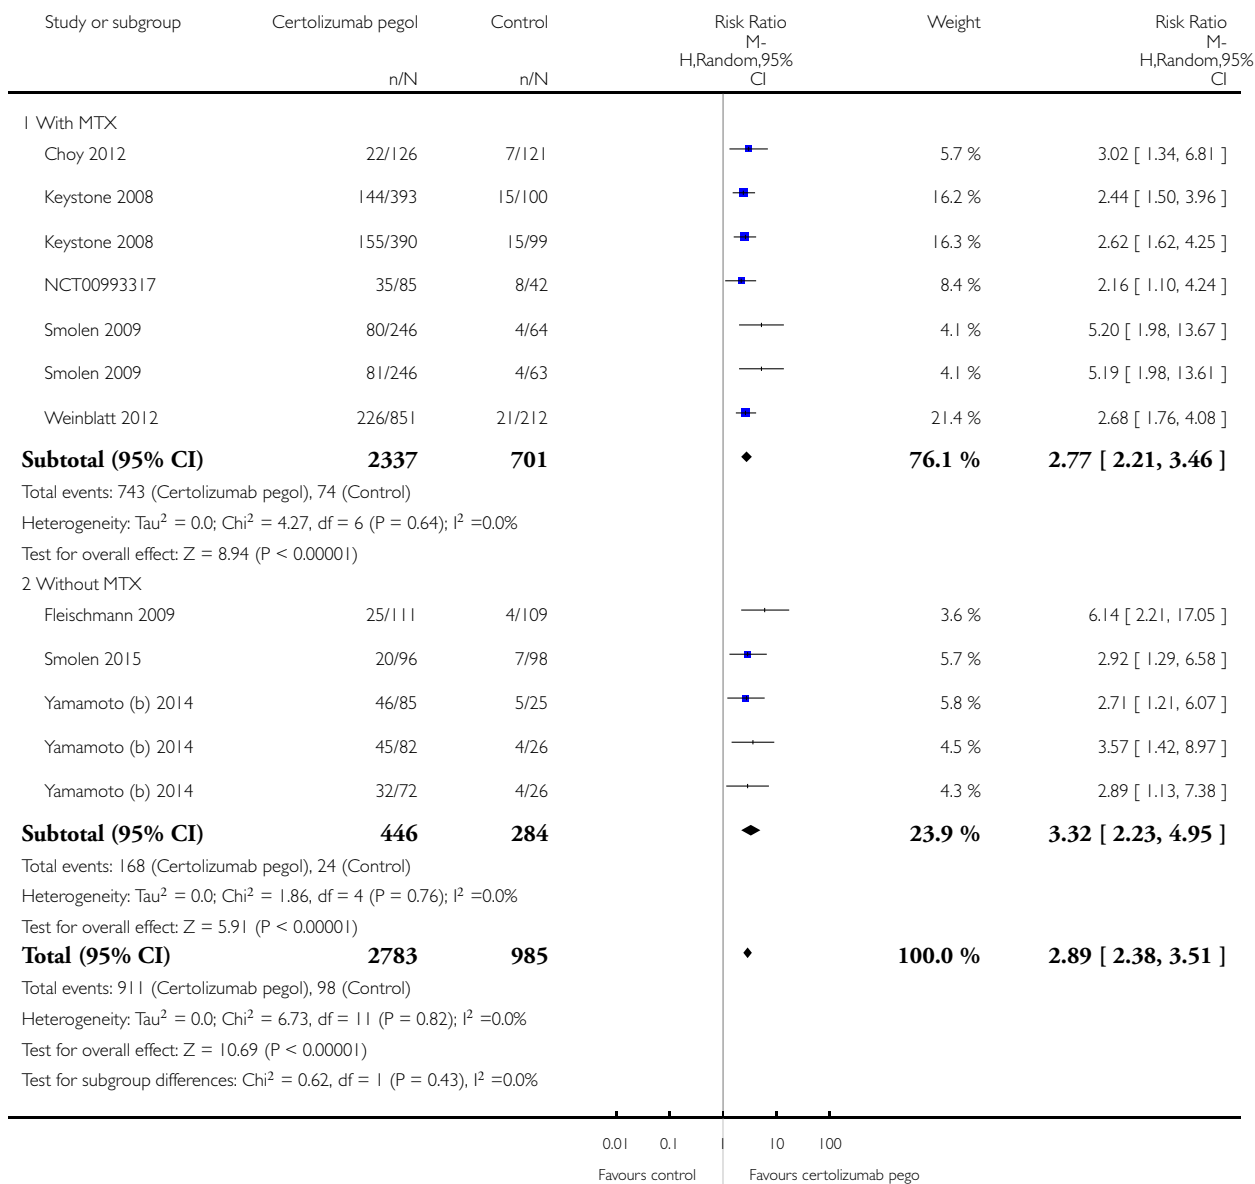 Study or subgroup Certolizumab pegol Control Risk Ratio Weight Risk Ratio
M- M-
H,Random,95% H,Random,95%
n/N n/N CI CI
1 With MTX
Choy 2012 22/126 7/121 5.7 % 3.02 [ 1.34, 6.81 ]
Keystone 2008 144/393 15/100 16.2 % 2.44 [ 1.50, 3.96 ]
Keystone 2008 155/390 15/99 16.3 % 2.62 [ 1.62, 4.25 ]
NCT00993317 35/85 8/42 8.4 % 2.16 [ 1.10, 4.24 ]
Smolen 2009 80/246 4/64 4.1 % 5.20 [ 1.98, 13.67 ]
Smolen 2009 81/246 4/63 4.1 % 5.19 [ 1.98, 13.61 ]
Weinblatt 2012 226/851 21/212 21.4 % 2.68 [ 1.76, 4.08 ]
Subtotal (95% CI) 2337 701 76.1 % 2.77 [ 2.21, 3.46 ]
Total events: 743 (Certolizumab pegol), 74 (Control)
Heterogeneity: Tau² = 0.0; Chi² = 4.27, df = 6 (P = 0.64); I² =0.0%
Test for overall effect: Z = 8.94 (P < 0.00001)
2 Without MTX
Fleischmann 2009 25/111 4/109 3.6 % 6.14 [ 2.21, 17.05 ]
Smolen 2015 20/96 7/98 5.7 % 2.92 [ 1.29, 6.58 ]
Yamamoto (b) 2014 46/85 5/25 5.8 % 2.71 [ 1.21, 6.07 ]
Yamamoto (b) 2014 45/82 4/26 4.5 % 3.57 [ 1.42, 8.97 ]
Yamamoto (b) 2014 32/72 4/26 4.3 % 2.89 [ 1.13, 7.38 ]
Subtotal (95% CI) 446 284 23.9 % 3.32 [ 2.23, 4.95 ]
Total events: 168 (Certolizumab pegol), 24 (Control)
Heterogeneity: Tau² = 0.0; Chi² = 1.86, df = 4 (P = 0.76); I² =0.0%
Test for overall effect: Z = 5.91 (P < 0.00001)
Total (95% CI) 2783 985 100.0 % 2.89 [ 2.38, 3.51 ]
Total events: 911 (Certolizumab pegol), 98 (Control)
Heterogeneity: Tau² = 0.0; Chi² = 6.73, df = 11 (P = 0.82); I² =0.0%
Test for overall effect: Z = 10.69 (P < 0.00001)
Test for subgroup differences: Chi² = 0.62, df = 1 (P = 0.43), I² =0.0%
0.01 0.1 1 10 100
Favours control Favours certolizumab pego